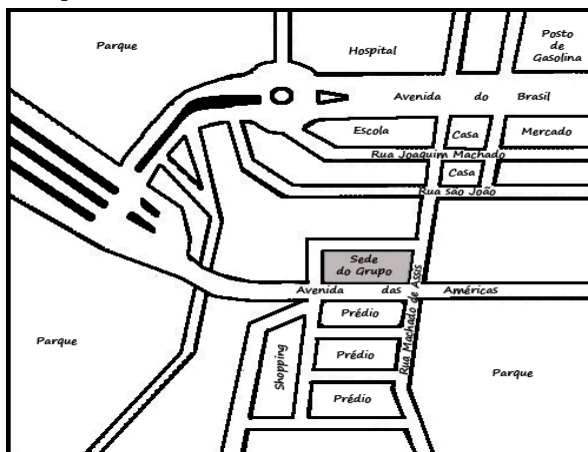 Parque
Hospital
Posto
de
Gasolina
Avenida do Brasil
Escola
Casa
Mercado
Rua Joaquim Machado
Casa
Rua são João
Sede
do Grupo
Avenida das Américas
Rua Machado de Assis
Prédio
Parque
Shopping
Prédio
Parque
Prédio